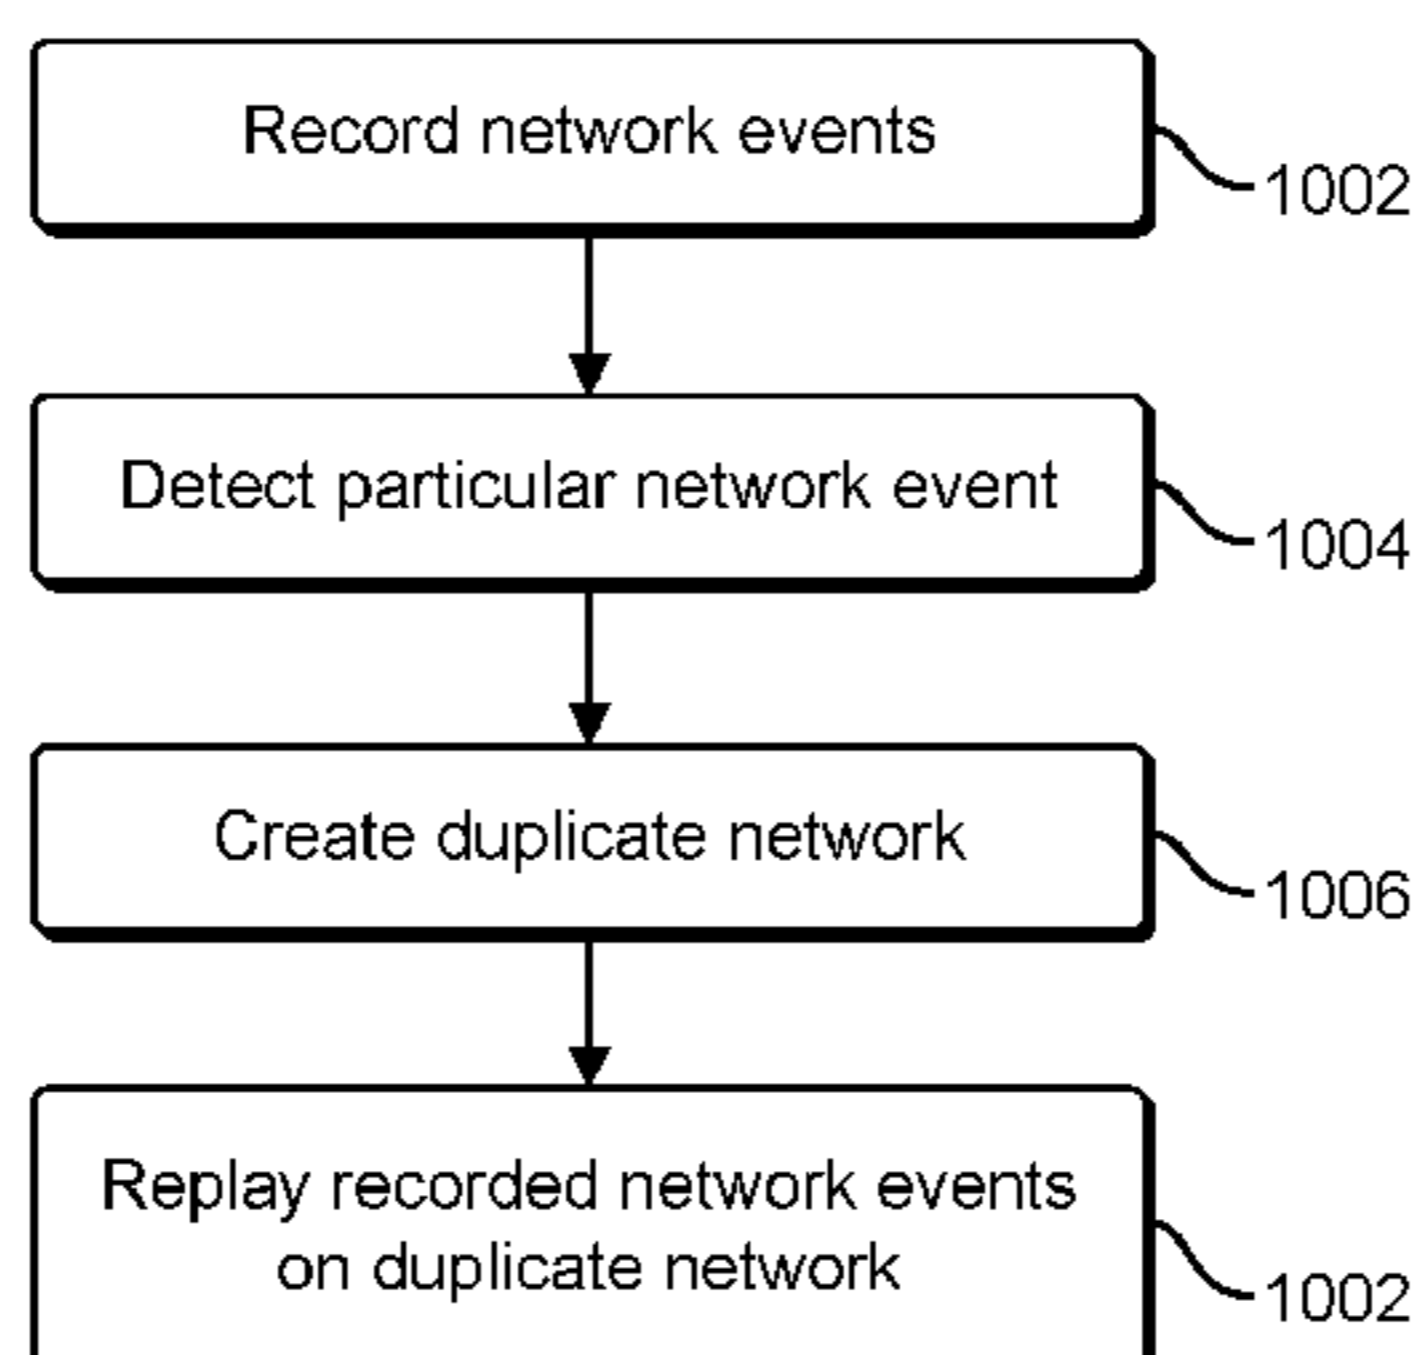 Record network events
1002
Detect particular network event
1004
Create duplicate network
1006
Replay recorded network events
on duplicate network
1002